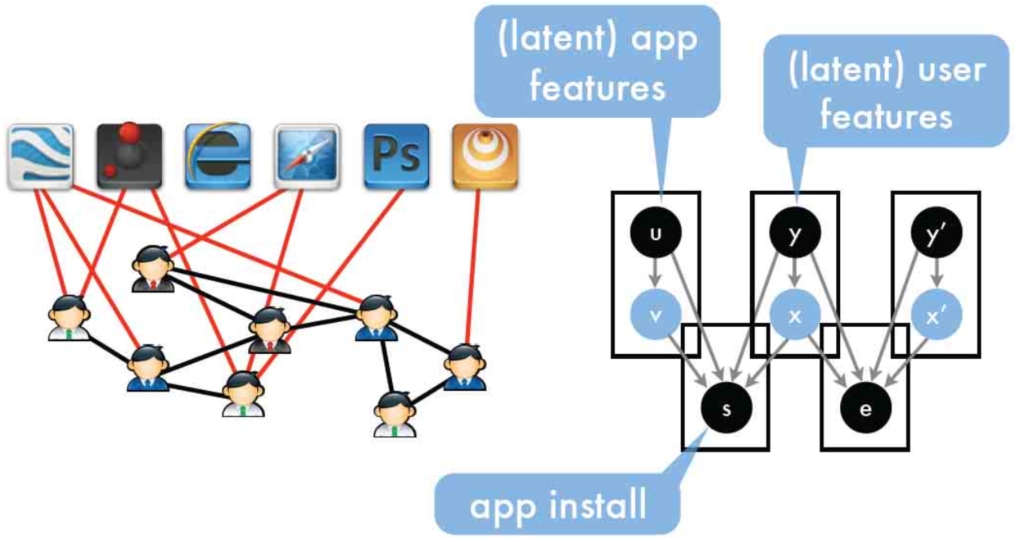 (latent) app
features
(latent) user
features
Ps
u
y
y′
v
x
x′
s
e
app install